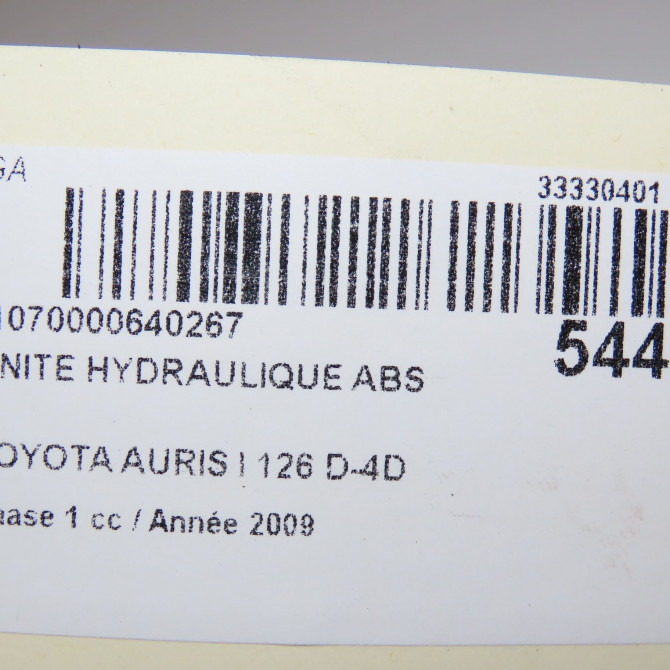 GA
33330401
1070000640267
544
NITE HYDRAULIQUE ABS
OYOTA AURIS I 126 D-4D
hase 1 cc / Année 2009